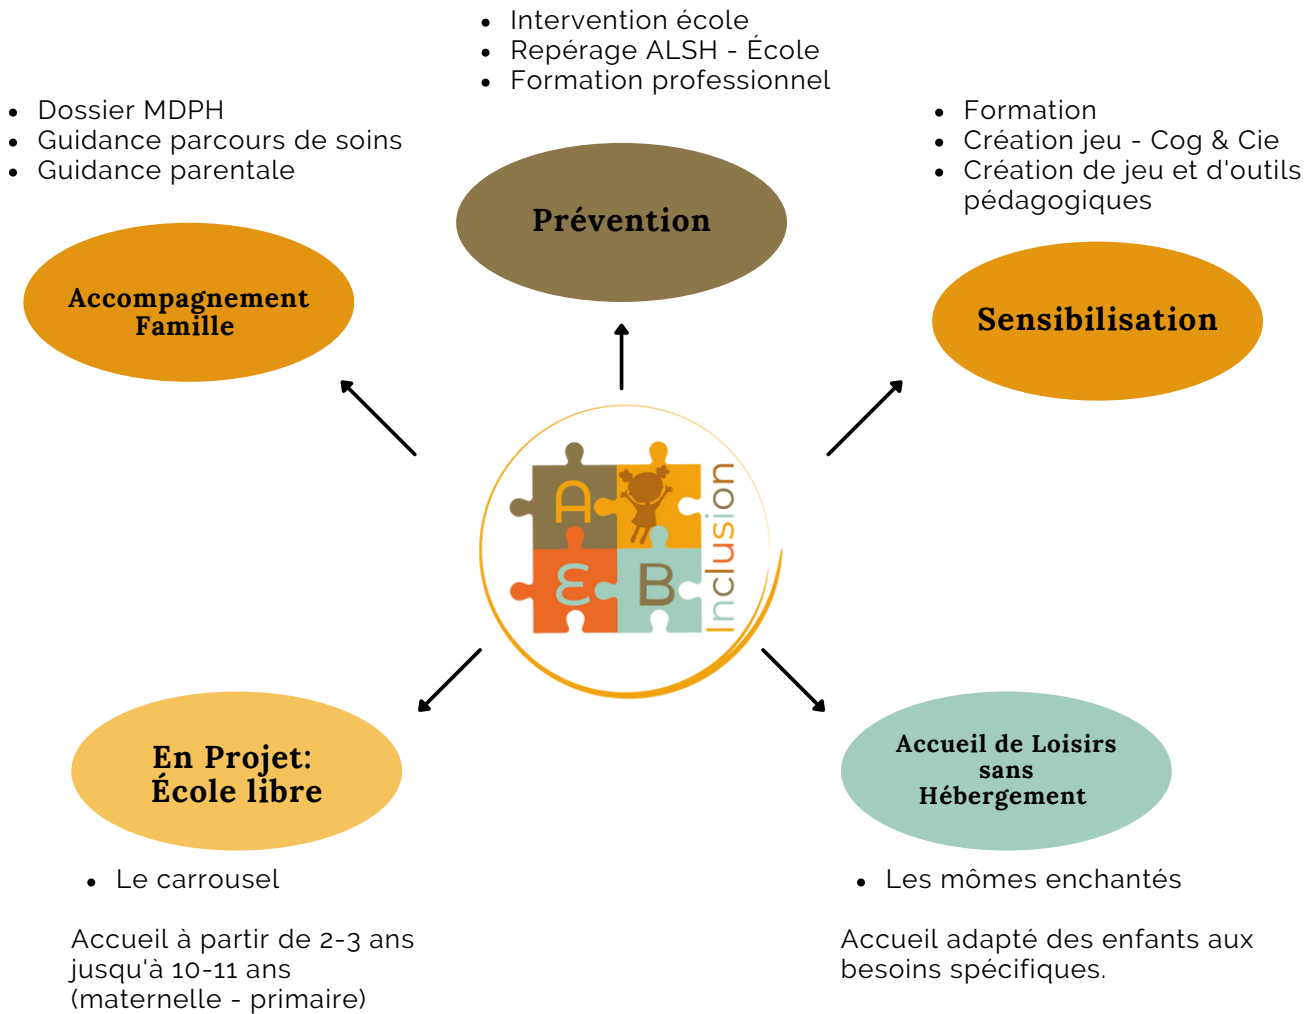 • Intervention école
• Repérage ALSH - École
• Formation professionnel
• Dossier MDPH
• Guidance parcours de soins
• Guidance parentale
• Formation
• Création jeu - Cog & Cie
• Création de jeu et d'outils
pédagogiques
Prévention
Accompagnement
Famille
Sensibilisation
A
E B
Inclusion
En Projet:
École libre
Accueil de Loisirs
sans
Hébergement
• Le carrousel
Accueil à partir de 2-3 ans
jusqu'à 10-11 ans
(maternelle - primaire)
• Les mômes enchantés
Accueil adapté des enfants aux
besoins spécifiques.